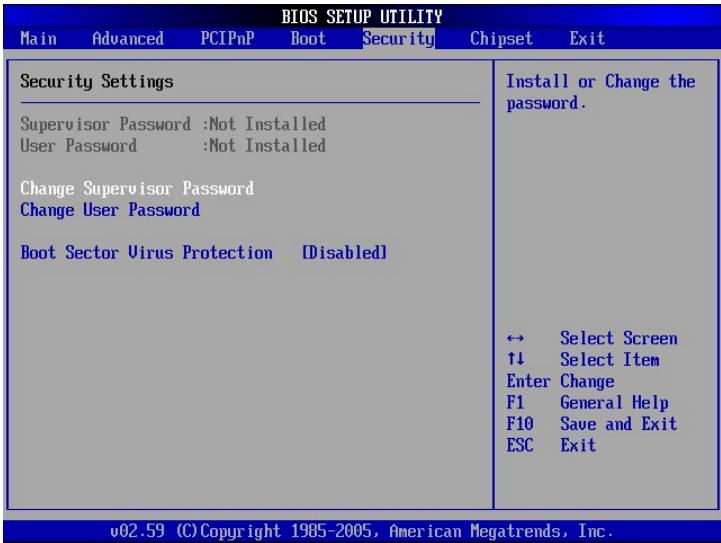 BIOS SETUP UTILITY
Main Advanced PCIPnP Boot Security Chipset Exit
Security Settings
Supervisor Password :Not Installed
User Password :Not Installed
Change Supervisor Password
Change User Password
Boot Sector Virus Protection [Disabled]
Install or Change the
password.
↔ Select Screen
↑↓ Select Item
Enter Change
F1 General Help
F10 Save and Exit
ESC Exit
v02.59 (C)Copyright 1985-2005, American Megatrends, Inc.